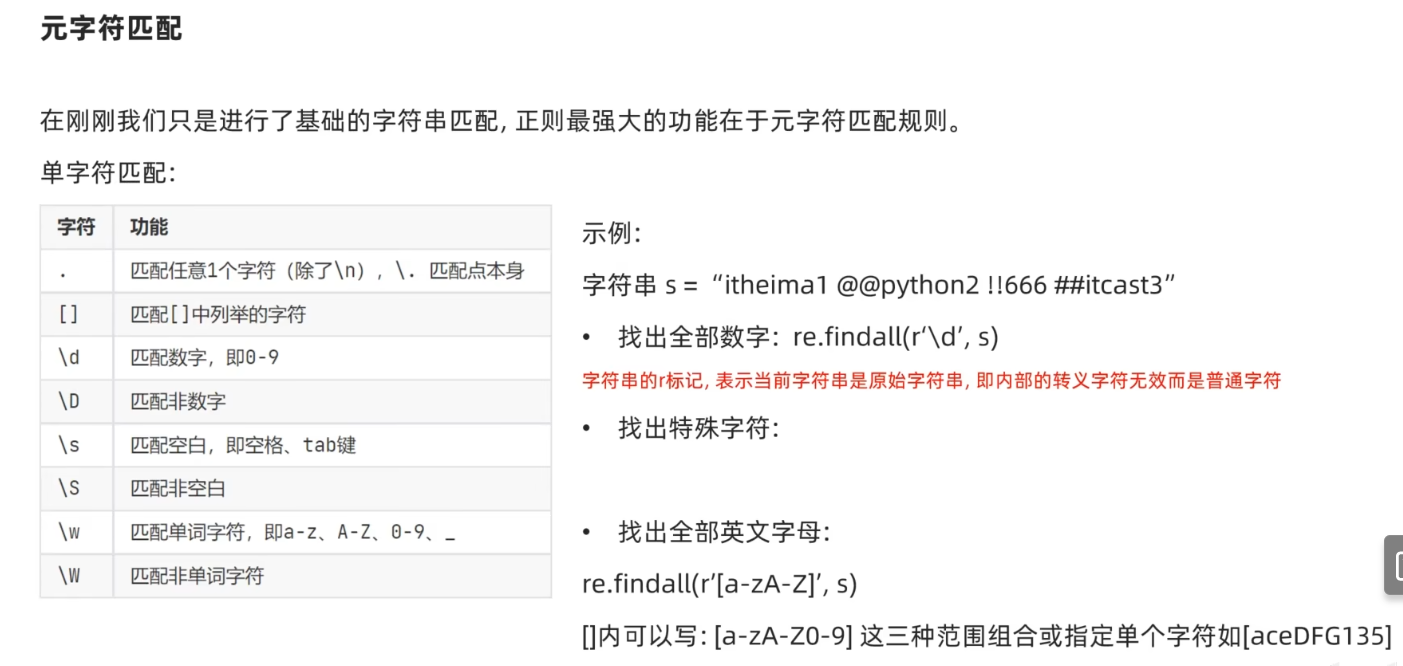 元字符匹配
在刚刚我们只是进行了基础的字符串匹配, 正则最强大的功能在于元字符匹配规则。
单字符匹配:
字符 功能
. 匹配任意1个字符（除了\n）, \. 匹配点本身
[] 匹配[]中列举的字符
\d 匹配数字，即0-9
\D 匹配非数字
\s 匹配空白，即空格、tab键
\S 匹配非空白
\w 匹配单词字符，即a-z、A-Z、0-9、_
\W 匹配非单词字符
示例:
字符串 s = “itheima1 @@python2 !!666 ##itcast3”
• 找出全部数字: re.findall(r‘\d’, s)
字符串的r标记, 表示当前字符串是原始字符串, 即内部的转义字符无效而是普通字符
• 找出特殊字符:
• 找出全部英文字母:
re.findall(r’[a-zA-Z]’, s)
[]内可以写: [a-zA-Z0-9] 这三种范围组合或指定单个字符如[aceDFG135]